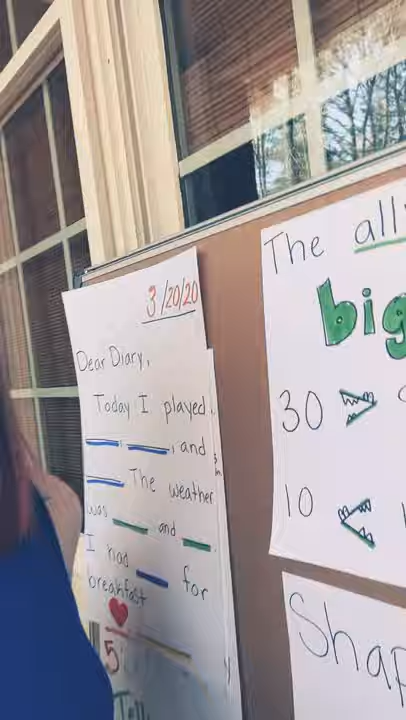 3/20/20
Dear Diary,
Today I played
, and
The weather
was and
I had for
breakfast
5
The all
big
30 >
10 <
Shap